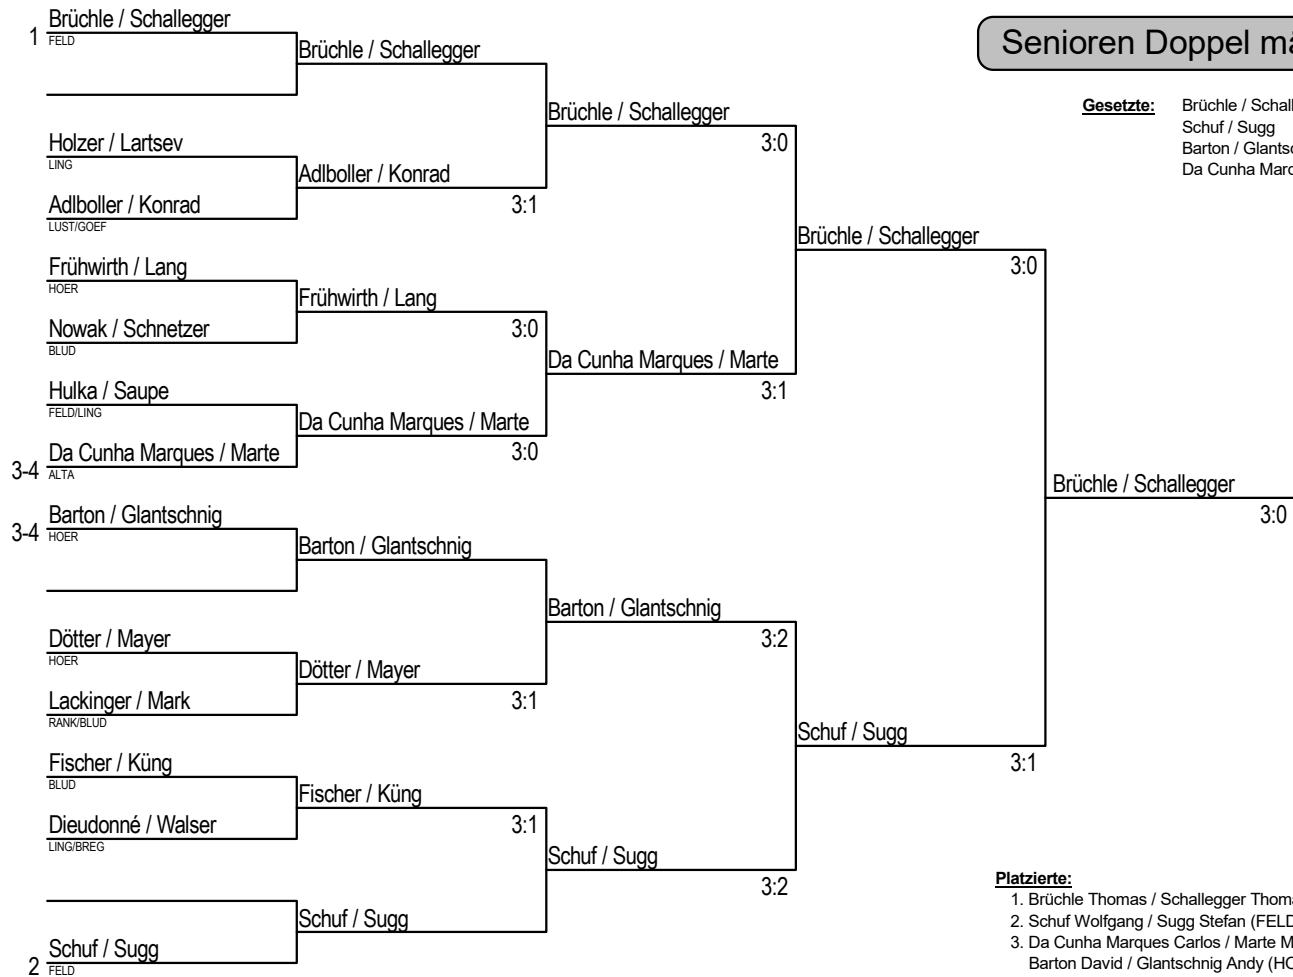 Senioren Doppel mä
Gesetzte: Brüchle / Schall
Schuf / Sugg
Barton / Glantsc
Da Cunha Marq
1 Brüchle / Schallegger
FELD
Holzer / Lartsev
LING
Adlboller / Konrad
LUST/GOEF
Frühwirth / Lang
HOER
Nowak / Schnetzer
BLUD
Hulka / Saupe
FELD/LING
3-4 Da Cunha Marques / Marte
ALTA
3-4 Barton / Glantschnig
HOER
Dötter / Mayer
HOER
Lackinger / Mark
RANK/BLUD
Fischer / Küng
BLUD
Dieudonné / Walser
LING/BREG
2 Schuf / Sugg
FELD
Brüchle / Schallegger
Adlboller / Konrad
3:1
Frühwirth / Lang
3:0
Da Cunha Marques / Marte
3:0
Barton / Glantschnig
Dötter / Mayer
3:1
Fischer / Küng
3:1
Schuf / Sugg
Brüchle / Schallegger
3:0
Da Cunha Marques / Marte
3:1
Barton / Glantschnig
3:2
Schuf / Sugg
3:2
Brüchle / Schallegger
3:0
Schuf / Sugg
3:1
Brüchle / Schallegger
3:0
Platzierte:
1. Brüchle Thomas / Schallegger Thoma
2. Schuf Wolfgang / Sugg Stefan (FELD
3. Da Cunha Marques Carlos / Marte M
Barton David / Glantschnig Andy (HO